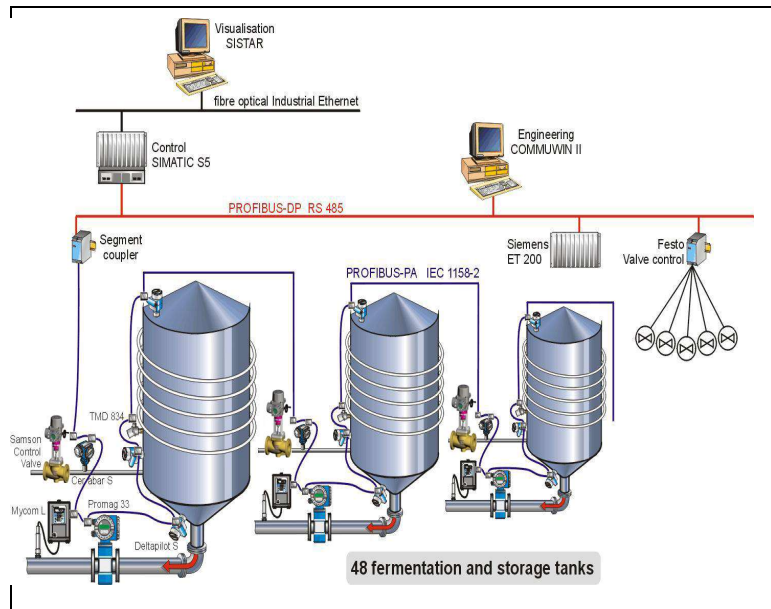 Visualisation
SISTAR
fibre optical Industrial Ethernet
Control
SIMATIC S5
Engineering
COMMUWIN II
PROFIBUS-DP RS 485
Segment
coupler
Siemens
ET 200
Festo
Valve control
PROFIBUS-PA IEC 1158-2
TMD 834
Samson
Control
Valve
Cerabar S
Mycom L
Promag 33
Deltapilot S
48 fermentation and storage tanks